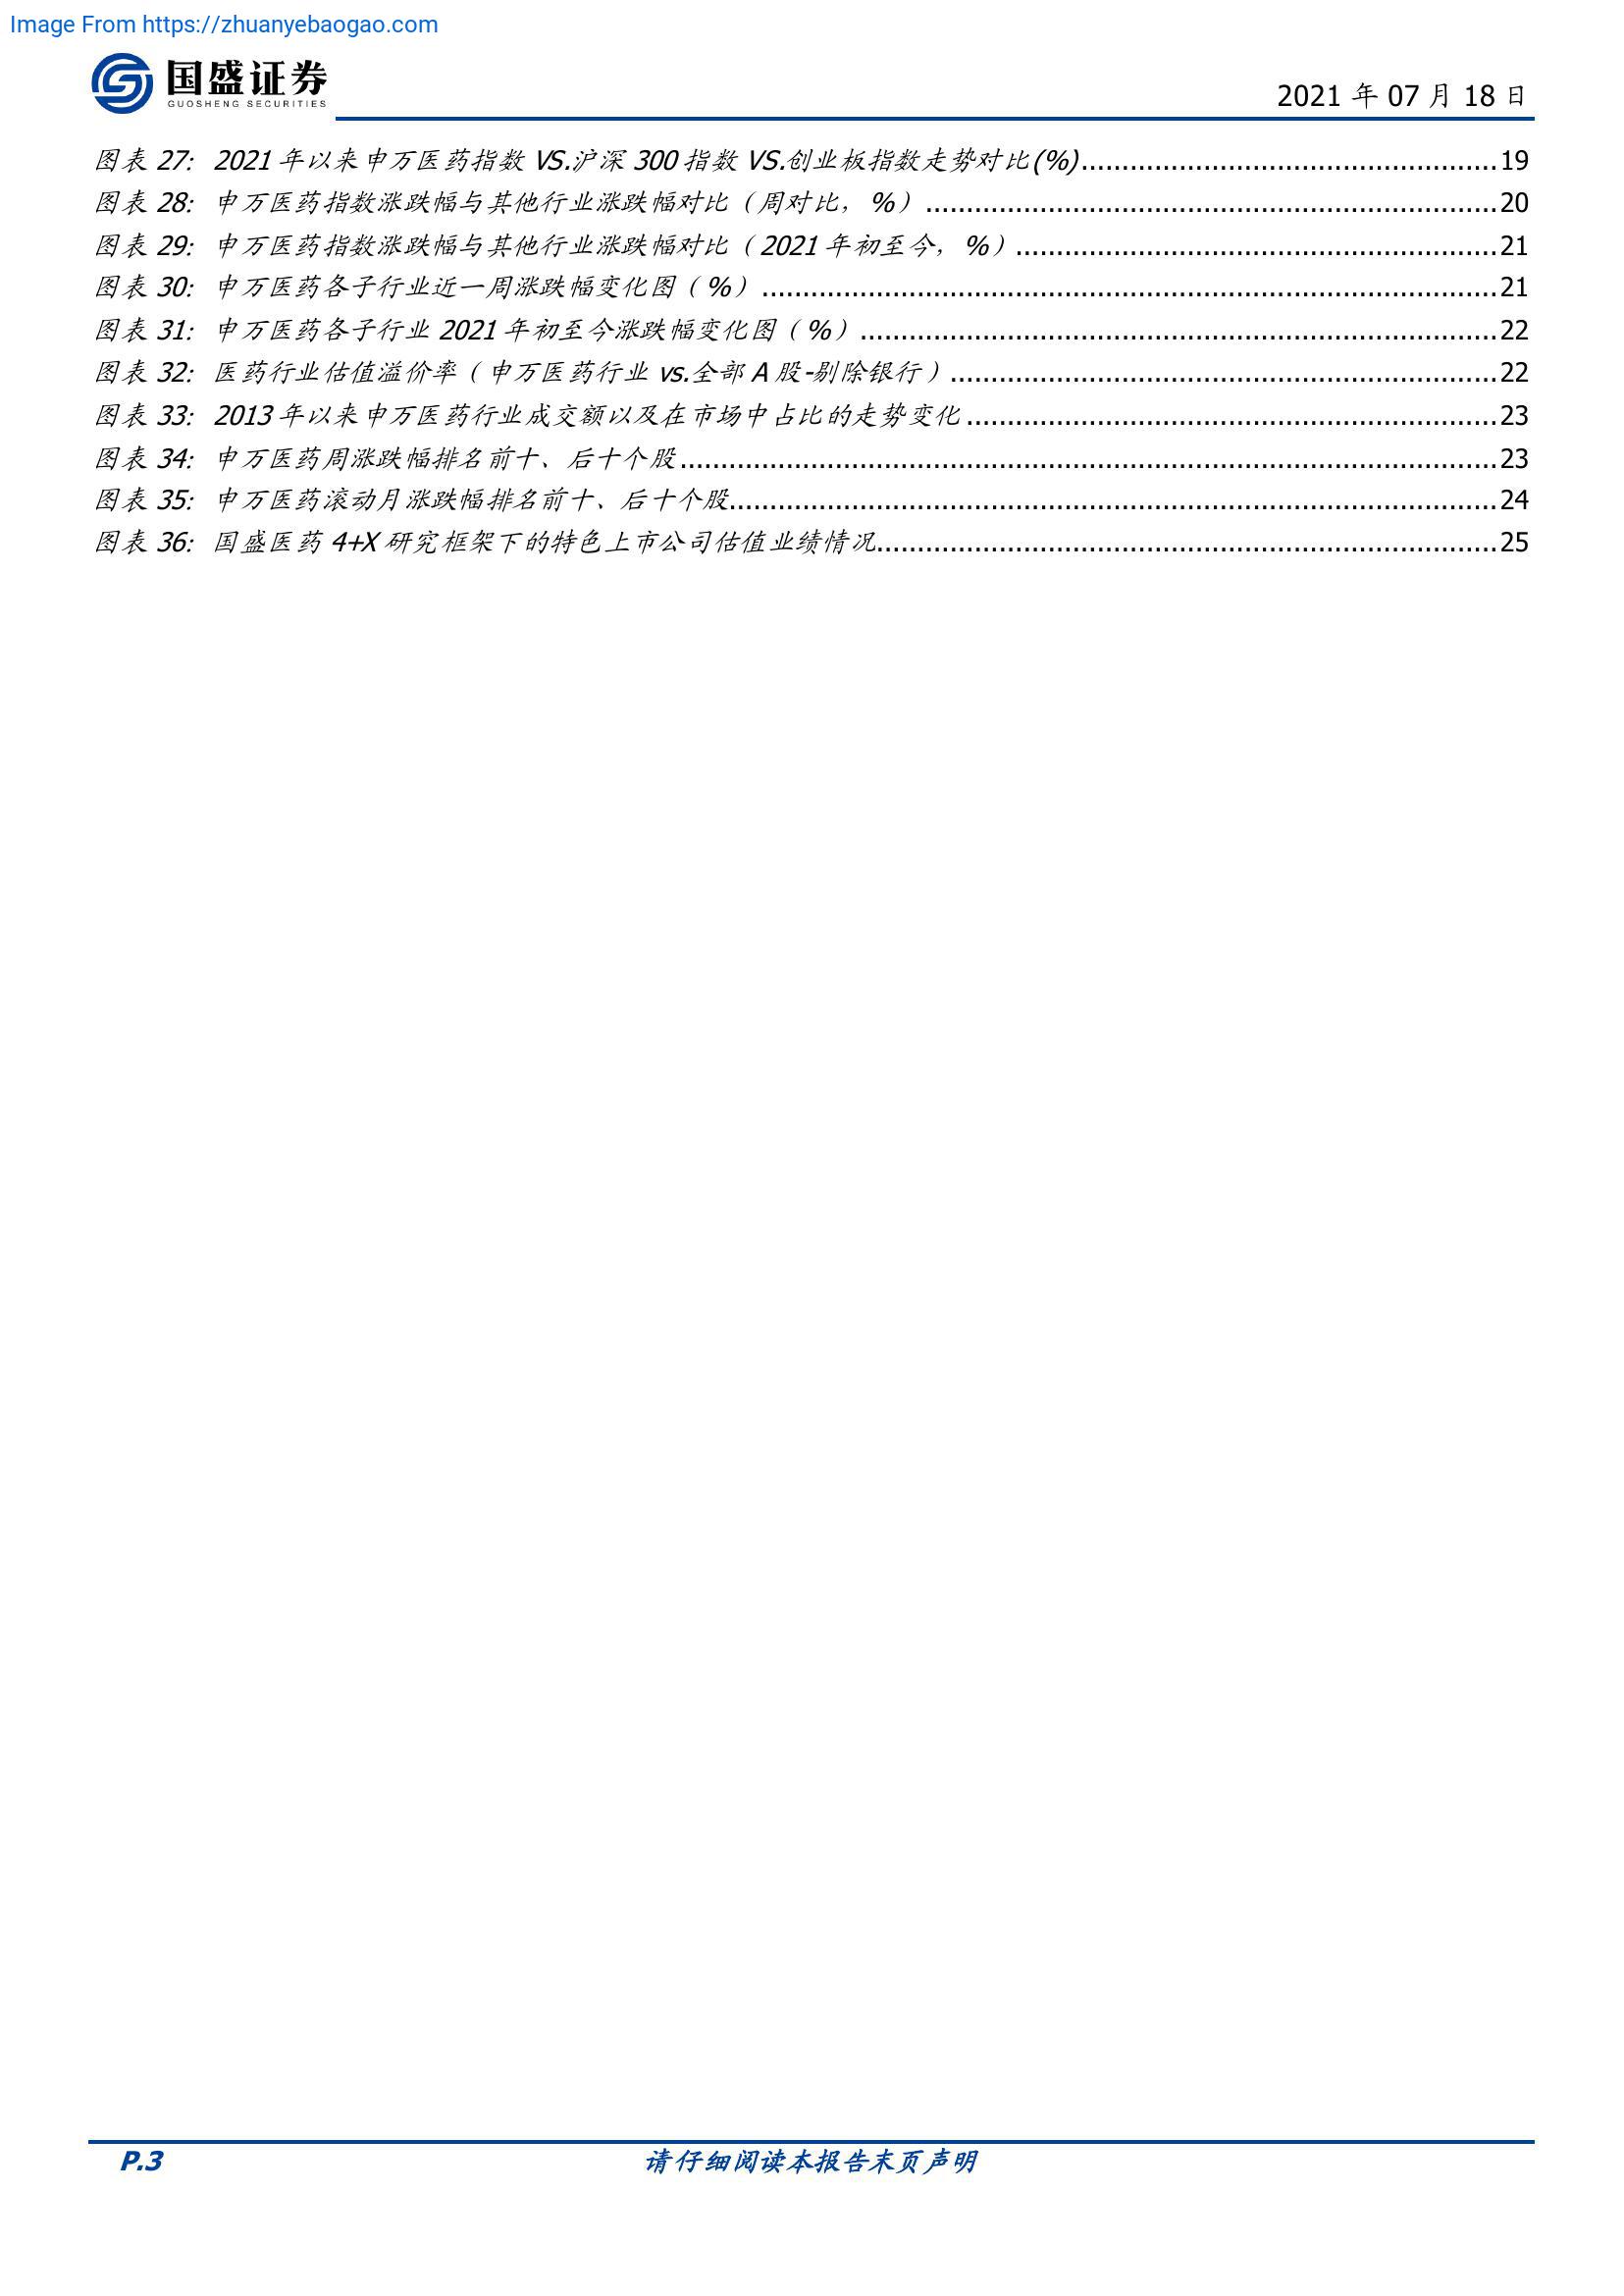 Image From https://zhuanyebaogao.com
国盛证券
GUOSHENG SECURITIES
2021 年 07 月 18 日
图表 27: 2021 年以来申万医药指数 VS.沪深 300 指数 VS.创业板指数走势对比(%)......19
图表 28: 申万医药指数涨跌幅与其他行业涨跌幅对比（周对比，%）......20
图表 29: 申万医药指数涨跌幅与其他行业涨跌幅对比（2021 年初至今，%）......21
图表 30: 申万医药各子行业近一周涨跌幅变化图（%）......21
图表 31: 申万医药各子行业 2021 年初至今涨跌幅变化图（%）......22
图表 32: 医药行业估值溢价率（申万医药行业 vs.全部 A 股-剔除银行）......22
图表 33: 2013 年以来申万医药行业成交额以及在市场中占比的走势变化......23
图表 34: 申万医药周涨跌幅排名前十、后十个股......23
图表 35: 申万医药滚动月涨跌幅排名前十、后十个股......24
图表 36: 国盛医药 4+X 研究框架下的特色上市公司估值业绩情况......25
P.3
请仔细阅读本报告末页声明